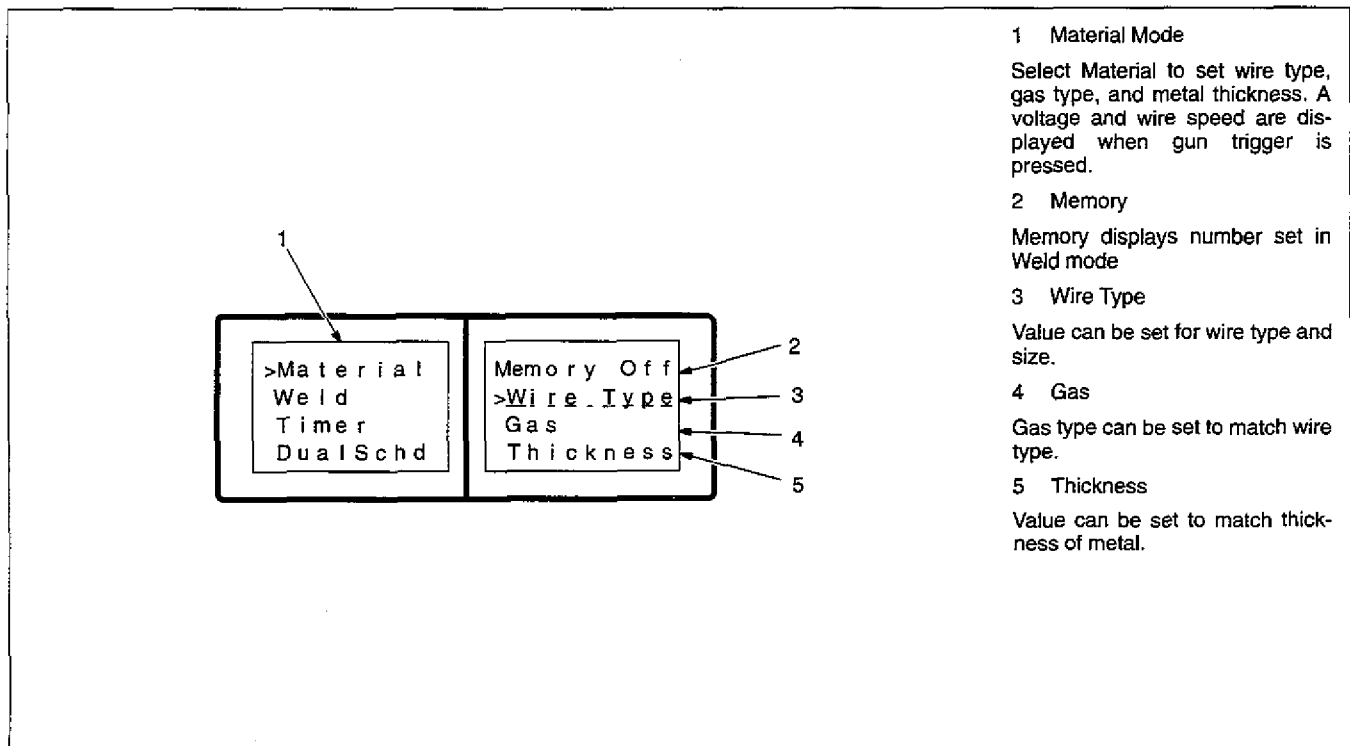 1 Material Mode
Select Material to set wire type,
gas type, and metal thickness. A
voltage and wire speed are dis-
played when gun trigger is
pressed.
2 Memory
Memory displays number set in
Weld mode
3 Wire Type
Value can be set for wire type and
size.
4 Gas
Gas type can be set to match wire
type.
5 Thickness
Value can be set to match thick-
ness of metal.
1
>Material
Weld
Timer
DualSchd
Memory Off
>Wire Type
Gas
Thickness
2
3
4
5